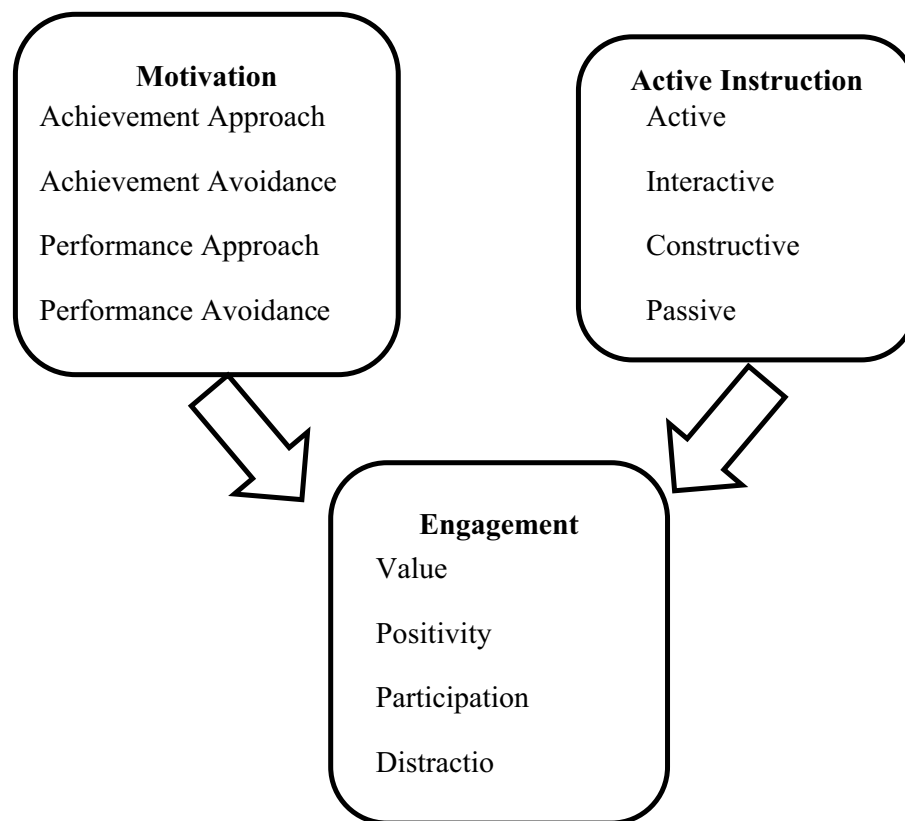 Motivation
Achievement Approach
Achievement Avoidance
Performance Approach
Performance Avoidance
Active Instruction
Active
Interactive
Constructive
Passive
Engagement
Value
Positivity
Participation
Distractio